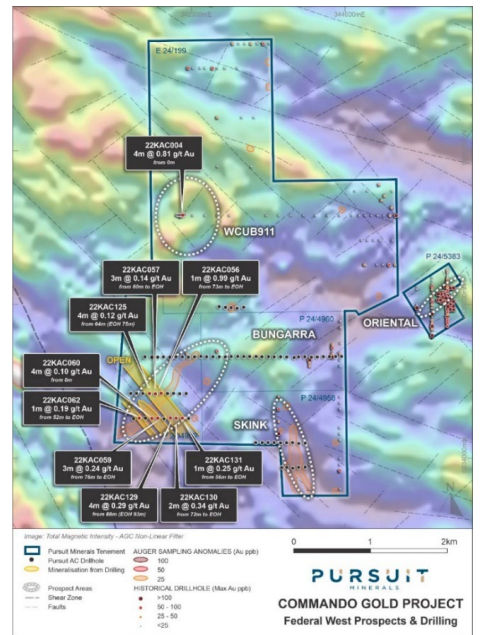 344000mE
E 24/199
22KAC004
4m @ 0.81 g/t Au
from 0m
WCUB911
22KAC057
3m @ 0.14 g/t Au
from 60m to EOH
22KAC056
1m @ 0.99 g/t Au
from 73m to EOH
P 24/5383
22KAC125
4m @ 0.12 g/t Au
from 64m (EOH 75m)
ORIENTAL
P 24/4960
BUNGARRA
OPEN
22KAC060
4m @ 0.10 g/t Au
from 8m
22KAC062
1m @ 0.19 g/t Au
from 52m to EOH
P 24/4958
SKINK
22KAC059
3m @ 0.24 g/t Au
from 76m to EOH
22KAC131
1m @ 0.25 g/t Au
from 56m to EOH
22KAC129
4m @ 0.29 g/t Au
from 88m (EOH 93m)
22KAC130
2m @ 0.34 g/t Au
from 72m to EOH
Image: Total Magnetic Intensity - AGC Non-Linear Filter
Pursuit Minerals Tenement
Pursuit AC Drillhole
Mineralisation from Drilling
Prospect Areas
Shear Zone
Faults
AUGER SAMPLING ANOMALIES (Au ppb)
100
50
25
HISTORICAL DRILLHOLE (Max Au ppb)
>100
50 - 100
25 - 50
<25
0 1 2km
PURSUIT
MINERALS
COMMANDO GOLD PROJECT
Federal West Prospects & Drilling